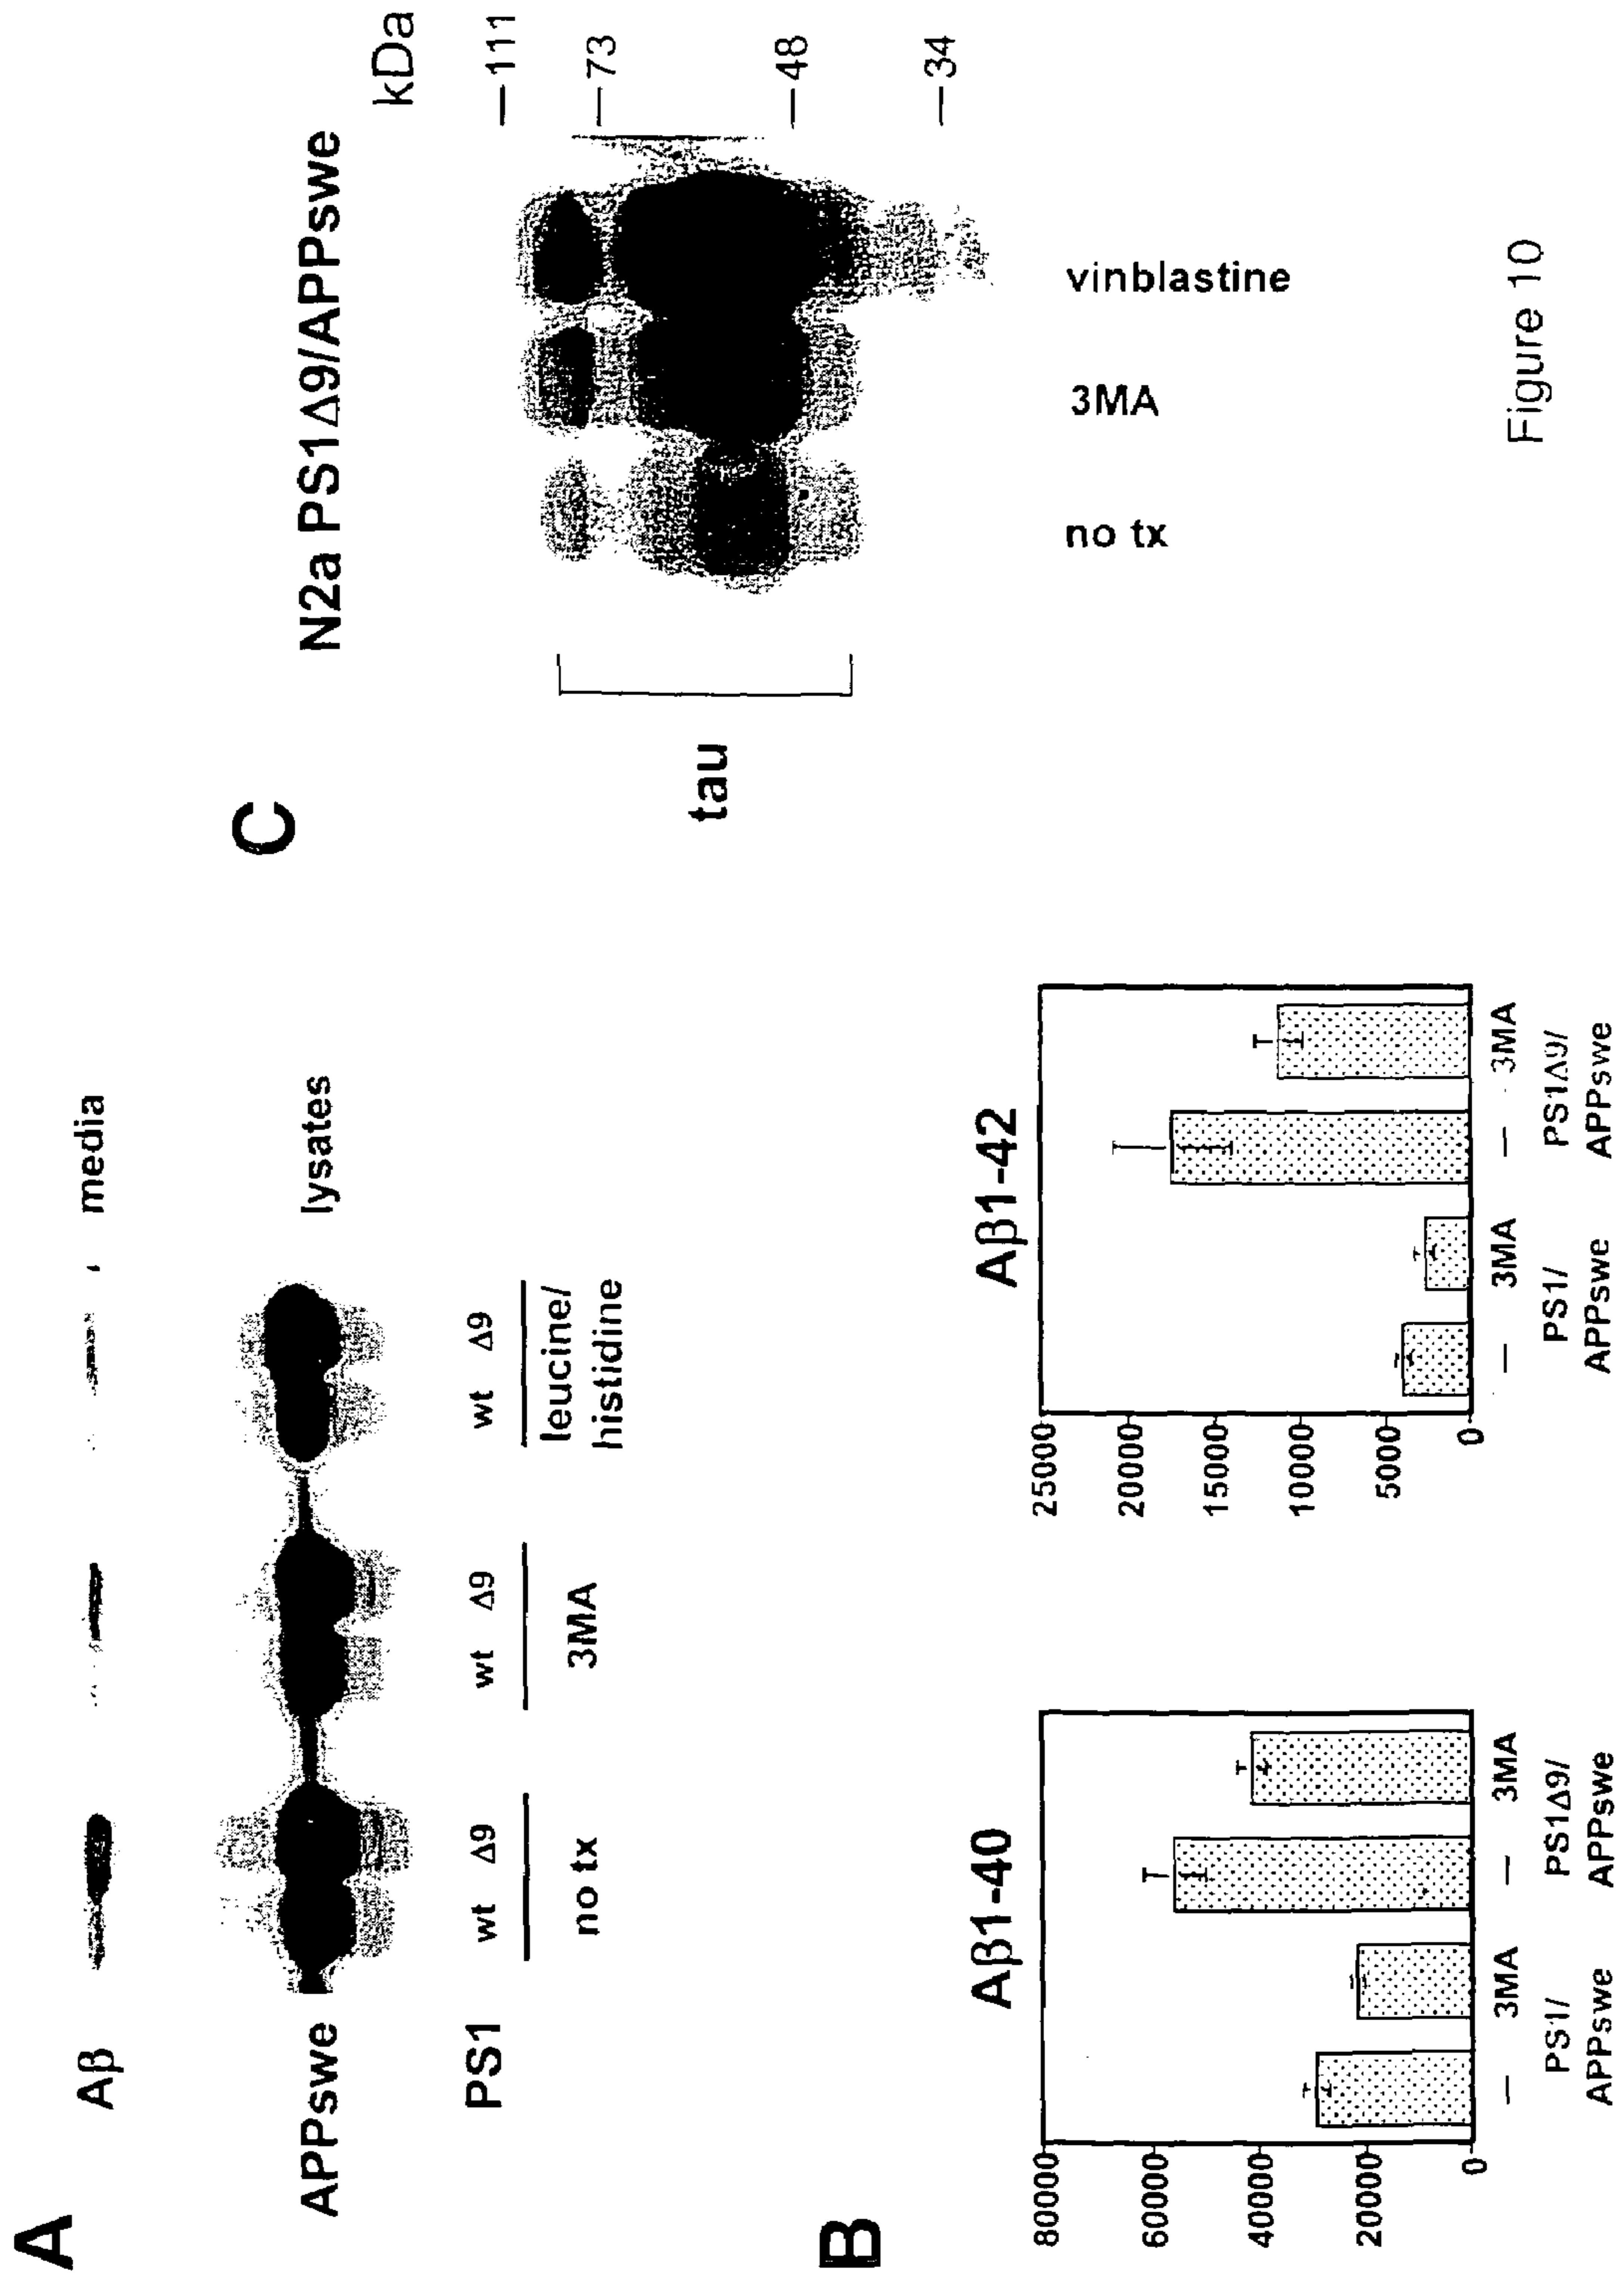 A
Aβ media
APPswe lysates
PS1 wt Δ9 wt Δ9 wt Δ9
no tx 3MA leucine/
histidine
B
Aβ1-40
80000
60000
40000
20000
0
— 3MA — 3MA
PS1/ PS1Δ9/
APPswe APPswe
Aβ1-42
25000
20000
15000
10000
5000
0
— 3MA — 3MA
PS1/ PS1Δ9/
APPswe APPswe
C
N2a PS1Δ9/APPswe
kDa
—111
—73
tau
—48
—34
no tx 3MA vinblastine
Figure 10